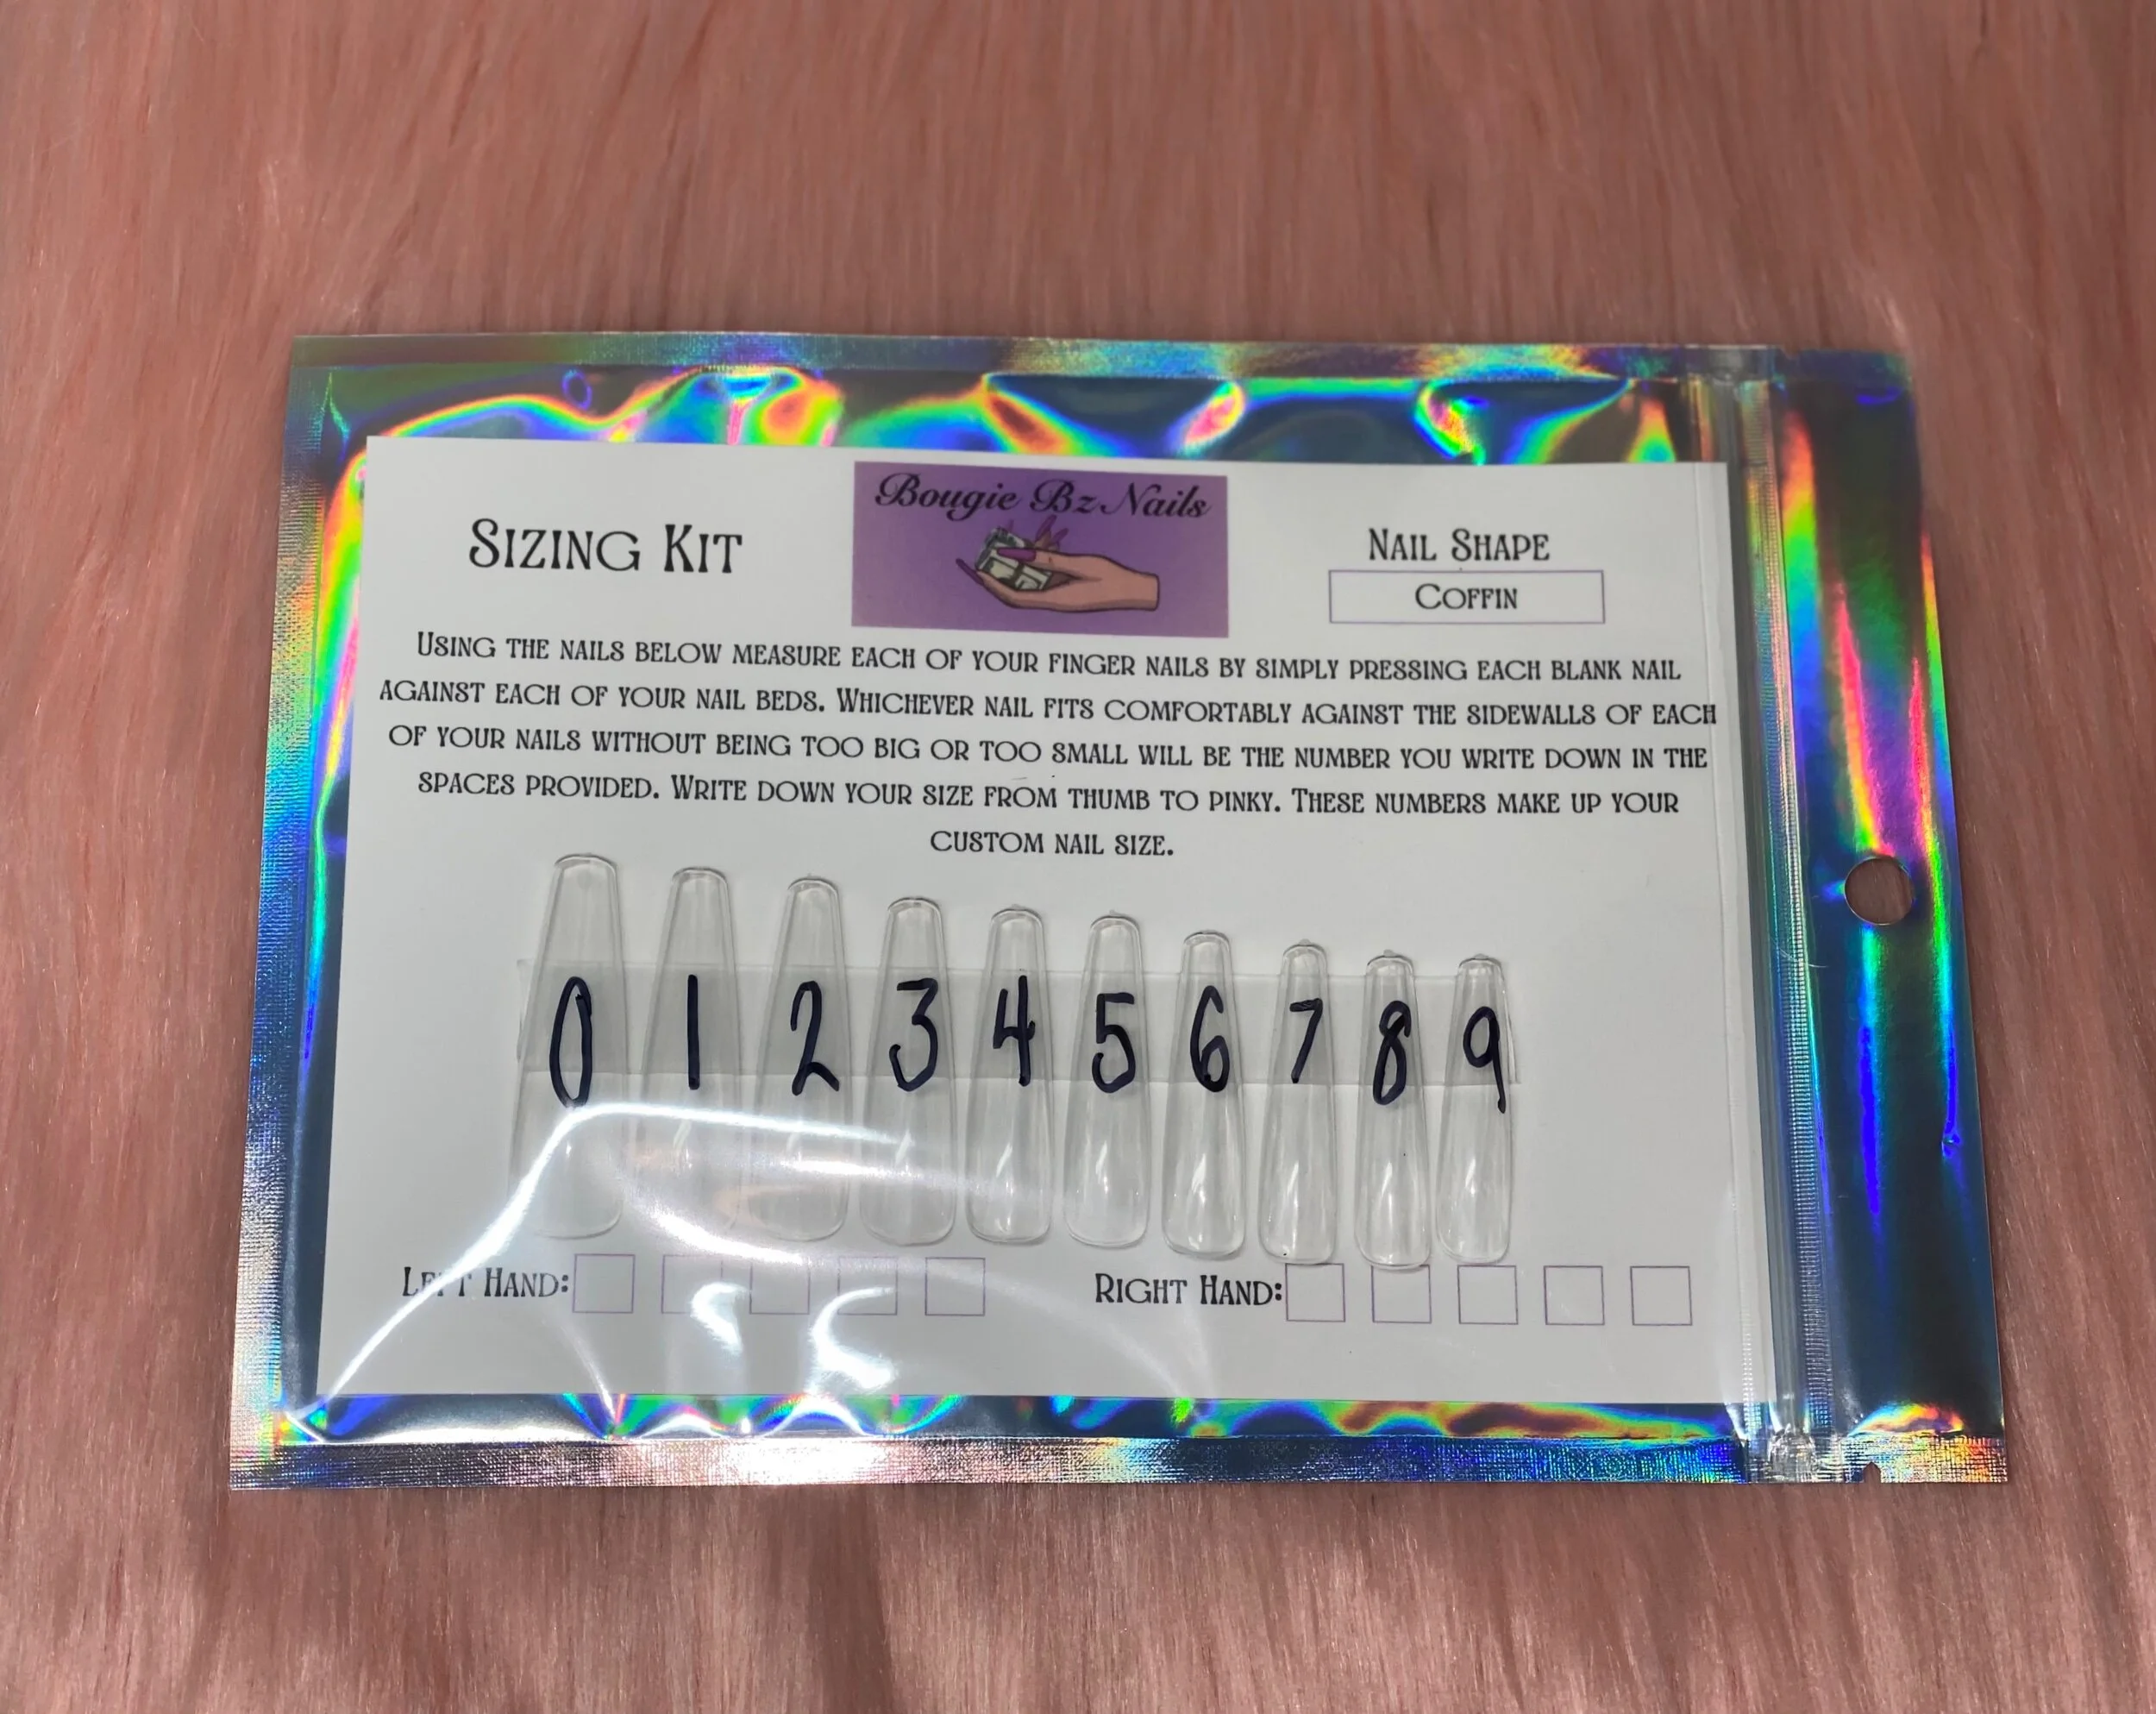 Bougie Bz Nails
Sizing Kit
Nail Shape
Coffin
Using the nails below measure each of your finger nails by simply pressing each blank nail
against each of your nail beds. Whichever nail fits comfortably against the sidewalls of each
of your nails without being too big or too small will be the number you write down in the
spaces provided. Write down your size from thumb to pinky. These numbers make up your
custom nail size.
0 1 2 3 4 5 6 7 8 9
Left Hand:
Right Hand: